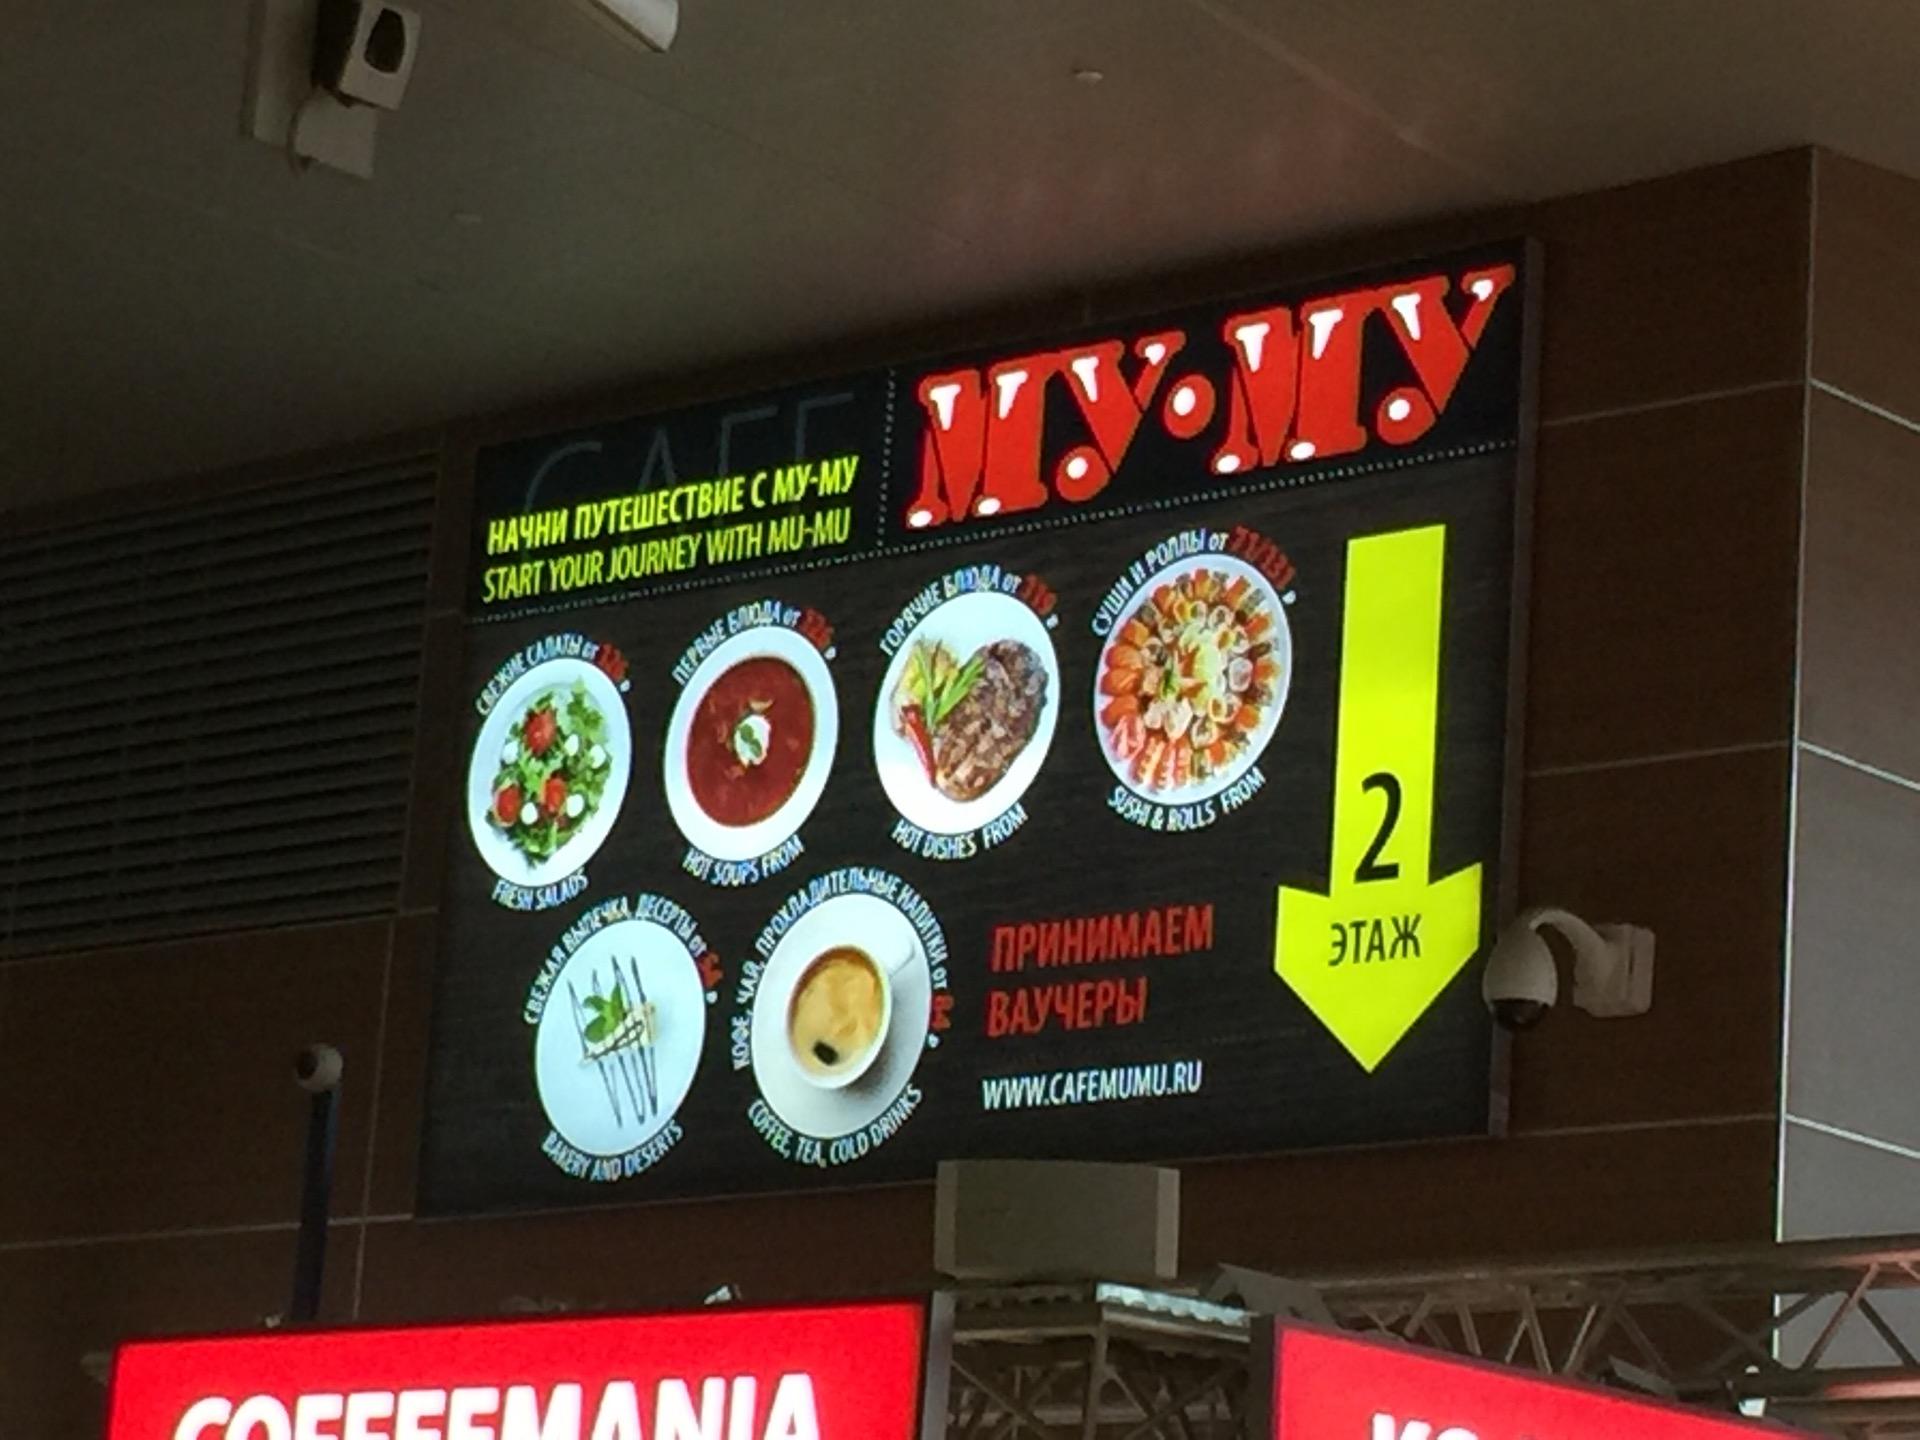 CAFE
МУ·МУ
НАЧНИ ПУТЕШЕСТВИЕ С МУ-МУ
START YOUR JOURNEY WITH MU-MU
СВЕЖИЕ САЛАТЫ от
FRESH SALADS
ПЕРВЫЕ БЛЮДА от
HOT SOUPS FROM
ГОРЯЧИЕ БЛЮДА от
HOT DISHES FROM
СУШИ И РОЛЛЫ от
SUSHI & ROLLS FROM
2
ЭТАЖ
СВЕЖАЯ ВЫПЕЧКА, ДЕСЕРТЫ от
BAKERY AND DESERTS
КОФЕ, ЧАЙ, ПРОХЛАДИТЕЛЬНЫЕ НАПИТКИ от
COFFEE, TEA, COLD DRINKS
ПРИНИМАЕМ
ВАУЧЕРЫ
WWW.CAFEMUMU.RU
COFFEEMANIA